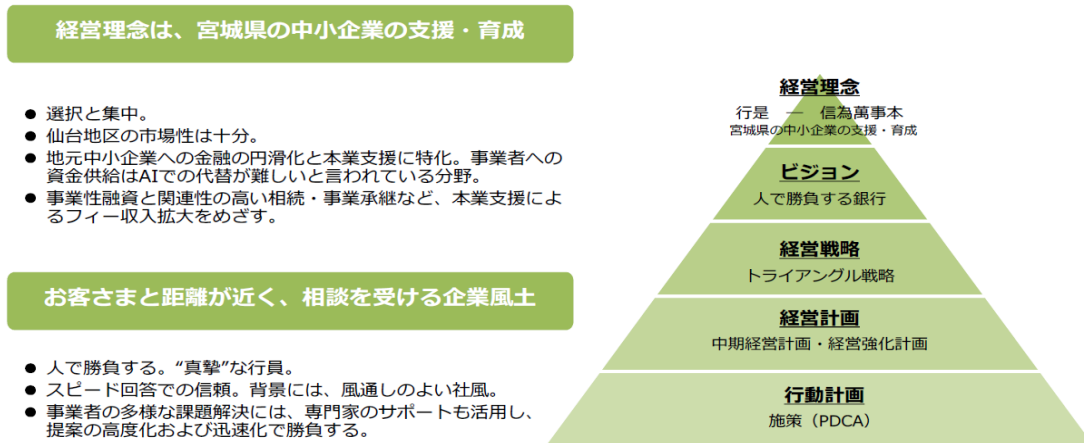 経営理念は、宮城県の中小企業の支援・育成
● 選択と集中。
● 仙台地区の市場性は十分。
● 地元中小企業への金融の円滑化と本業支援に特化。事業者への
資金供給はAIでの代替が難しいと言われている分野。
● 事業性融資と関連性の高い相続・事業承継など、本業支援によ
るフィー収入拡大をめざす。
お客さまと距離が近く、相談を受ける企業風土
● 人で勝負する。“真摯”な行員。
● スピード回答での信頼。背景には、風通しのよい社風。
● 事業者の多様な課題解決には、専門家のサポートも活用し、
提案の高度化および迅速化で勝負する。
経営理念
行是 ― 信為萬事本
宮城県の中小企業の支援・育成
ビジョン
人で勝負する銀行
経営戦略
トライアングル戦略
経営計画
中期経営計画・経営強化計画
行動計画
施策（PDCA）